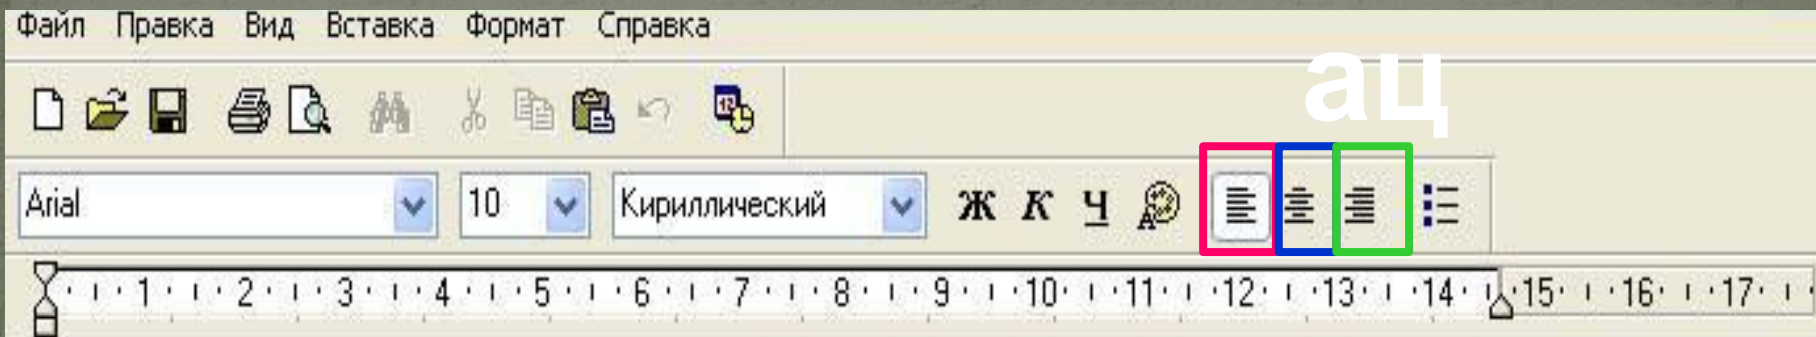 Файл Правка Вид Вставка Формат Справка
ац
12
Arial 10 Кириллический Ж К Ч А
1 2 3 4 5 6 7 8 9 10 11 12 13 14 15 16 17